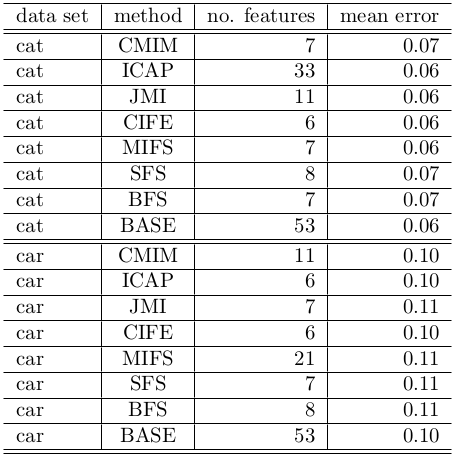 data set method no. features mean error
cat CMIM 7 0.07
cat ICAP 33 0.06
cat JMI 11 0.06
cat CIFE 6 0.06
cat MIFS 7 0.06
cat SFS 8 0.07
cat BFS 7 0.07
cat BASE 53 0.06
car CMIM 11 0.10
car ICAP 6 0.10
car JMI 7 0.11
car CIFE 6 0.10
car MIFS 21 0.11
car SFS 7 0.11
car BFS 8 0.11
car BASE 53 0.10